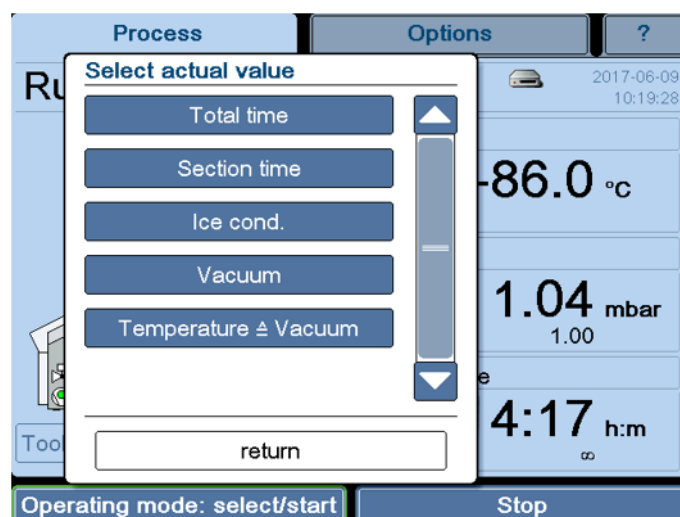 Process
Options
?
Select actual value
2017-06-09
10:19:28
Total time
Section time
Ice cond.
Vacuum
Temperature ≙ Vacuum
return
-86.0 °C
1.04 mbar
1.00
4:17 h:m
∞
Operating mode: select/start
Stop